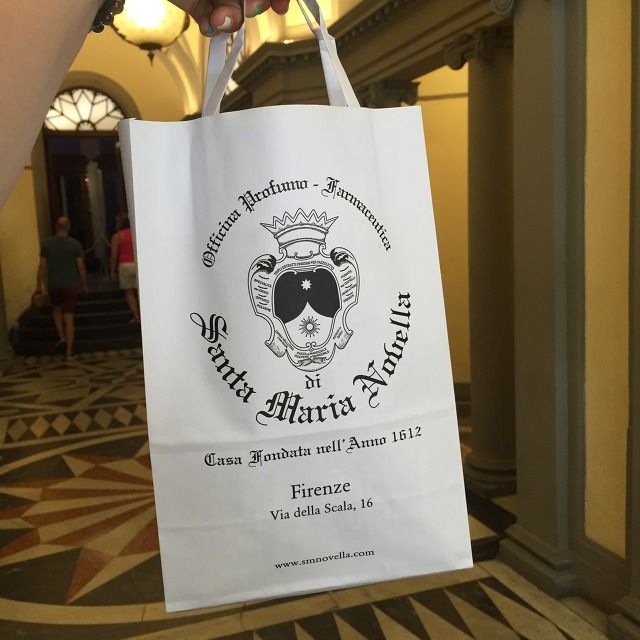 Officina Profumo - Farmaceutica
di
Santa Maria Novella
Casa Fondata nell'Anno 1612
Firenze
Via della Scala, 16
www.smnovella.com